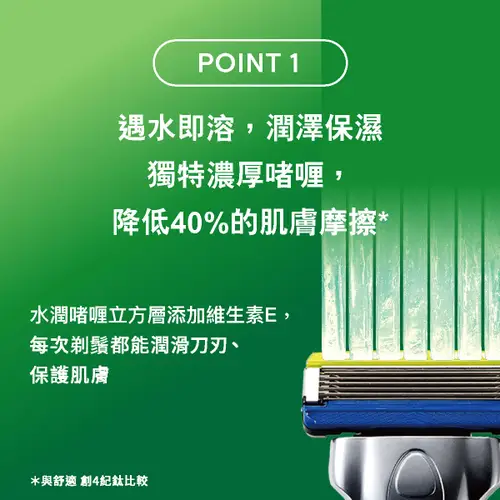 POINT 1
遇水即溶，潤澤保濕
獨特濃厚啫喱，
降低40%的肌膚摩擦*
水潤啫喱立方層添加維生素E，
每次剃鬚都能潤滑刀刃、
保護肌膚
*與舒適 創4紀鈦比較